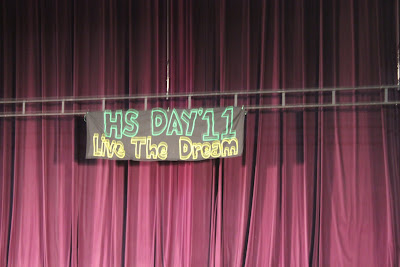 HS DAY'11
Live The Dream